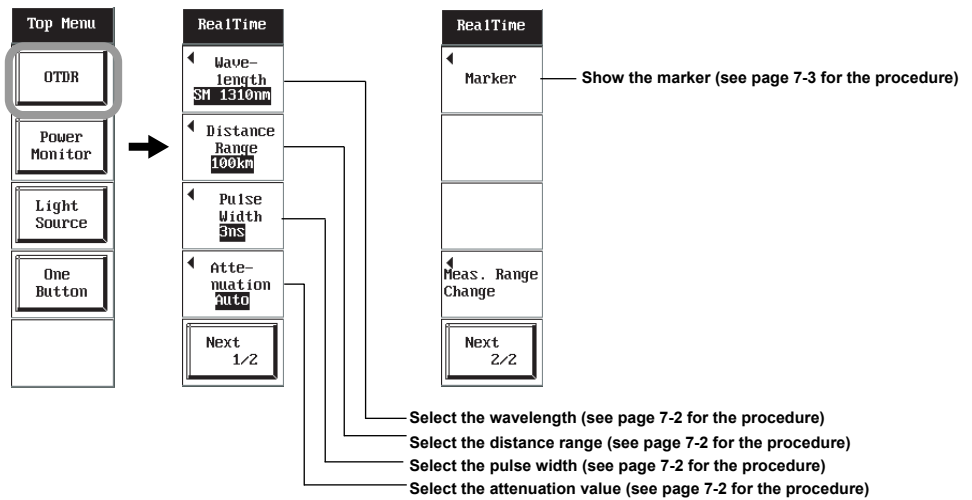 Top Menu
OTDR
Power
Monitor
Light
Source
One
Button
RealTime
Wave-
length
SM 1310nm
Distance
Range
100km
Pulse
Width
3ns
Atte-
nuation
Auto
Next
1/2
RealTime
Marker
Meas. Range
Change
Next
2/2
Show the marker (see page 7-3 for the procedure)
Select the wavelength (see page 7-2 for the procedure)
Select the distance range (see page 7-2 for the procedure)
Select the pulse width (see page 7-2 for the procedure)
Select the attenuation value (see page 7-2 for the procedure)